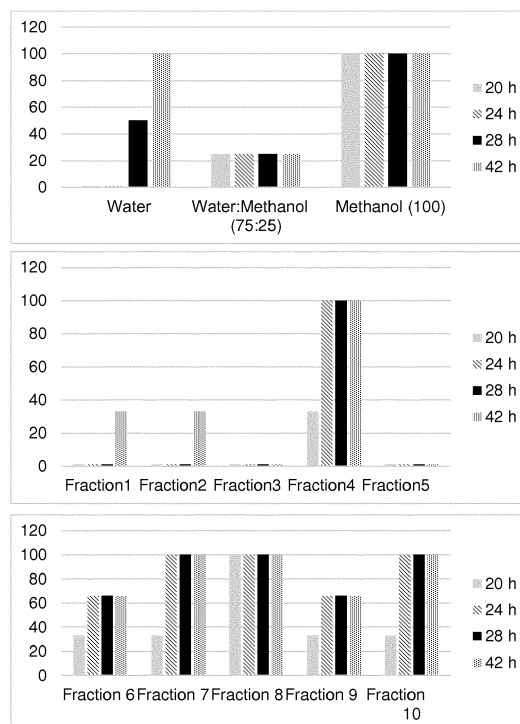 120
100
80
60
40
20
0
Water
Water:Methanol
(75:25)
Methanol (100)
20 h
24 h
28 h
42 h
120
100
80
60
40
20
0
Fraction1
Fraction2
Fraction3
Fraction4
Fraction5
20 h
24 h
28 h
42 h
120
100
80
60
40
20
0
Fraction 6
Fraction 7
Fraction 8
Fraction 9
Fraction
10
20 h
24 h
28 h
42 h